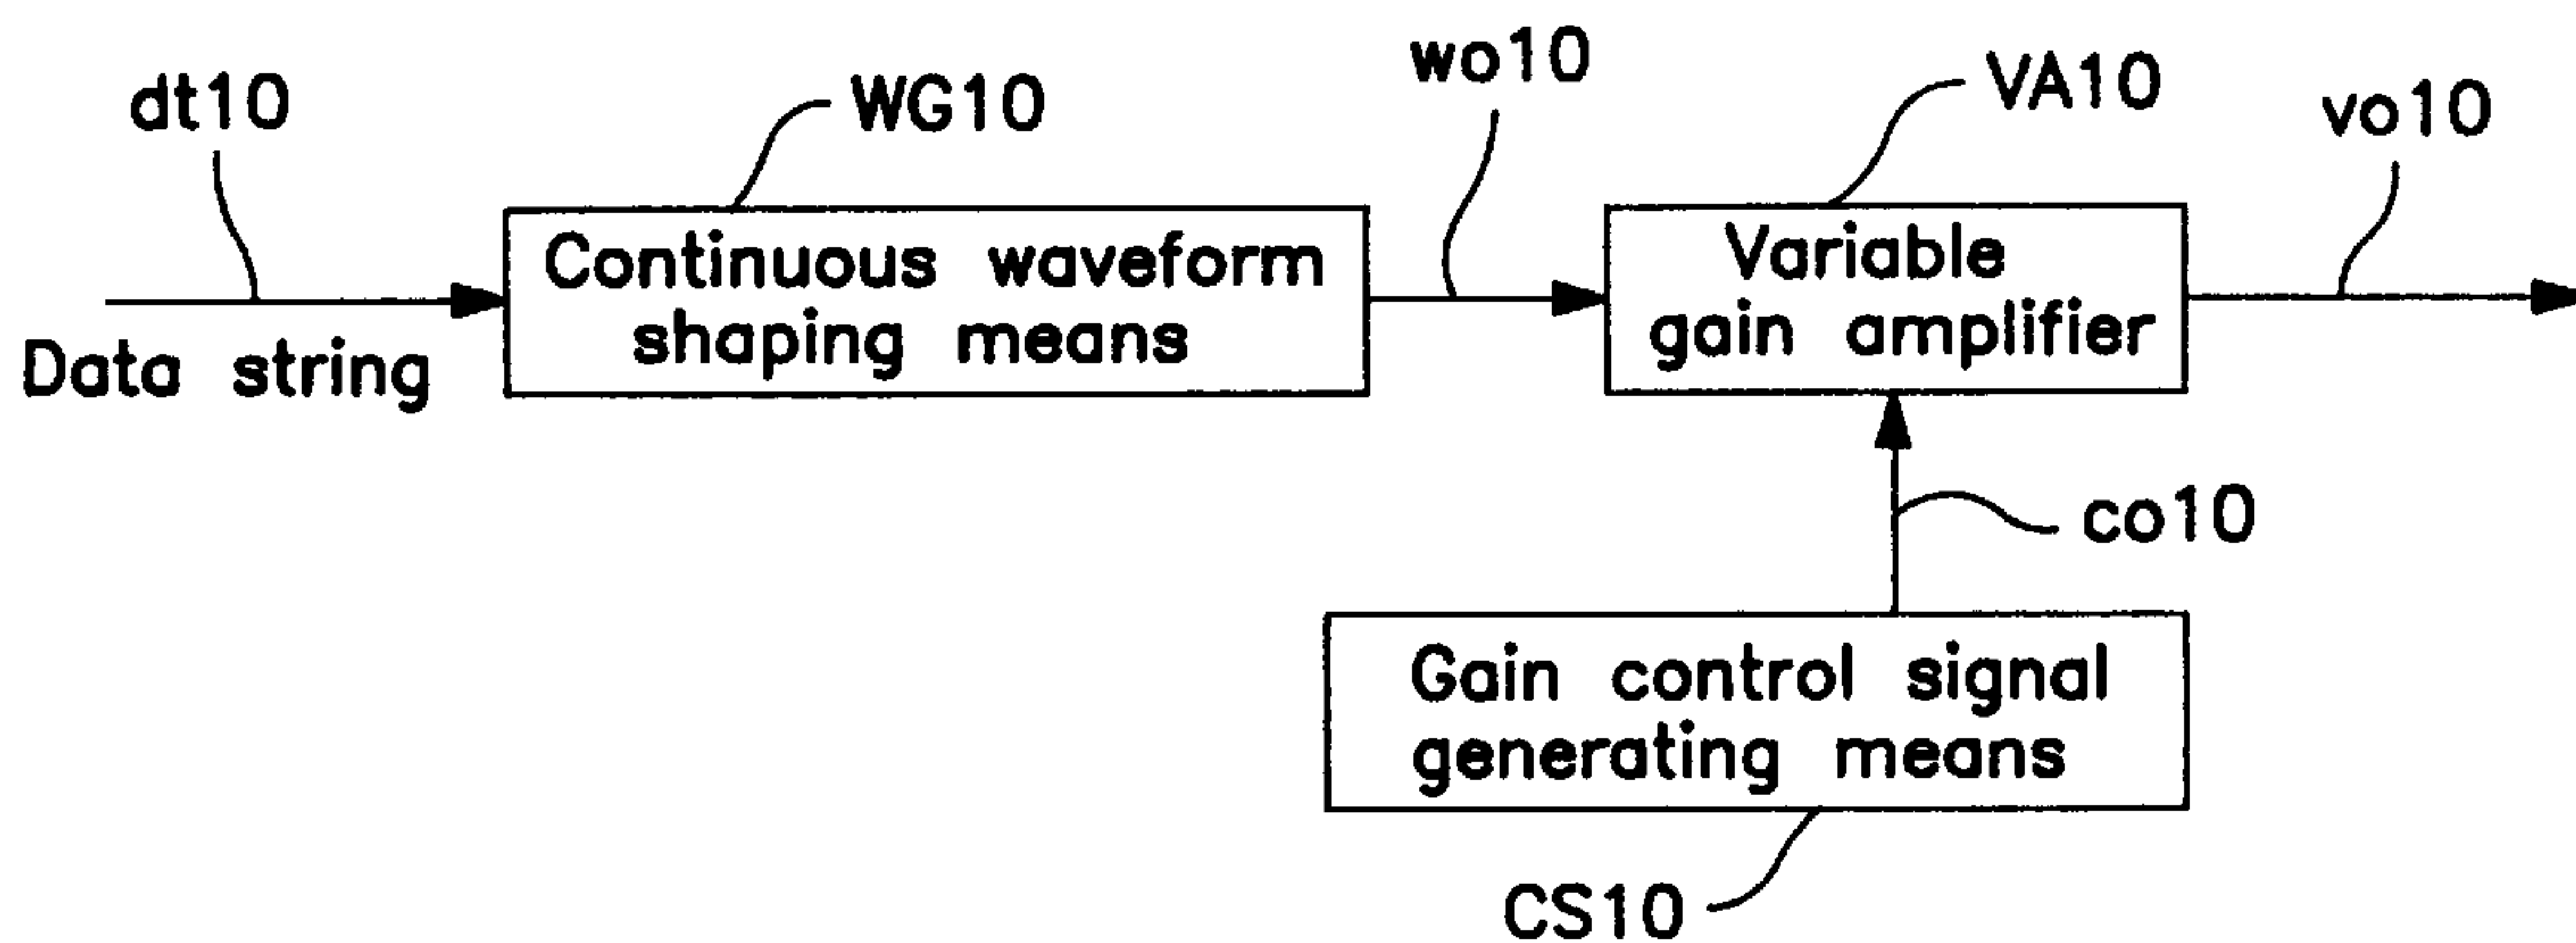 dt10
WG10
wo10
VA10
vo10
Data string
Continuous waveform
shaping means
Variable
gain amplifier
co10
Gain control signal
generating means
CS10